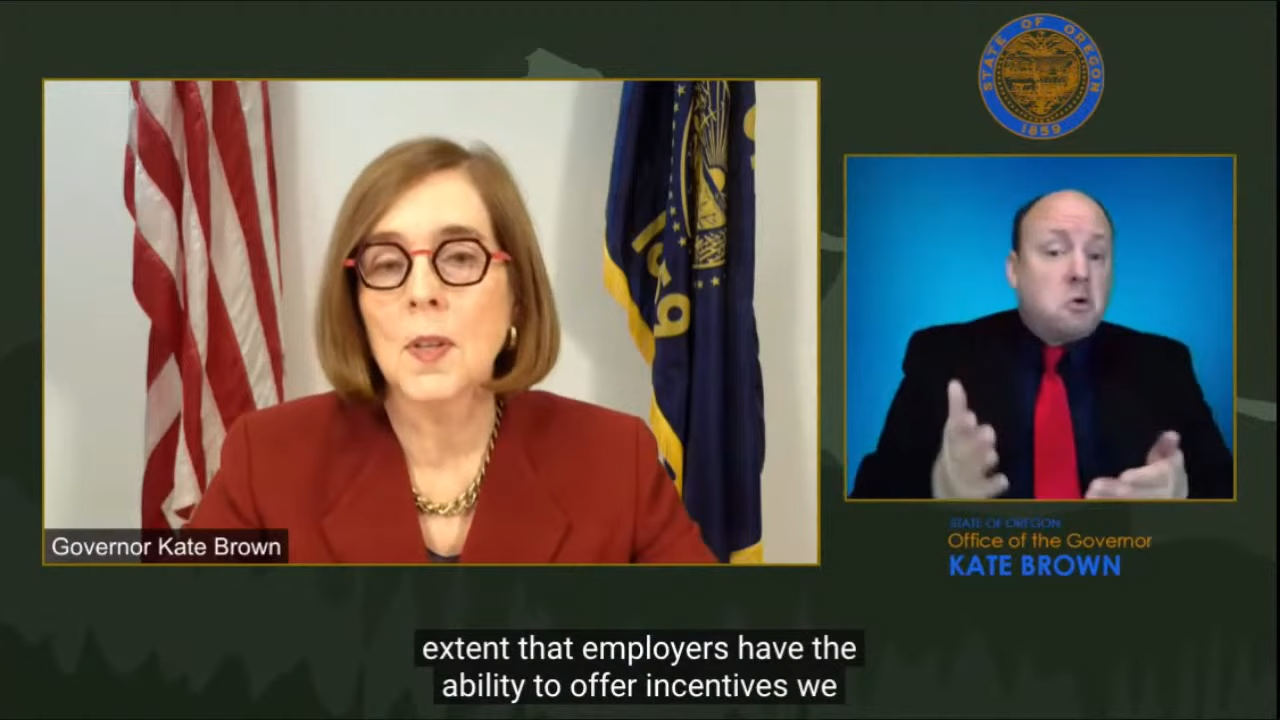 STATE OF OREGON
1859
1859
Governor Kate Brown
STATE OF OREGON
Office of the Governor
KATE BROWN
extent that employers have the
ability to offer incentives we